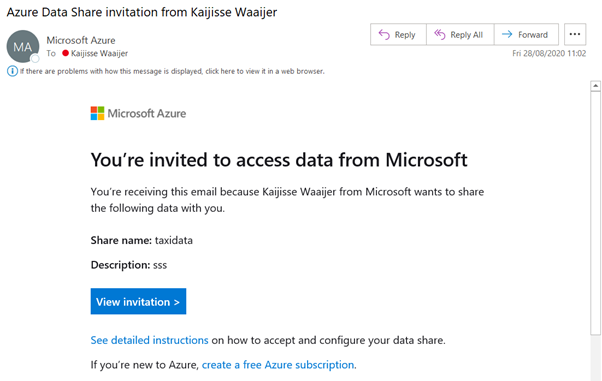 Azure Data Share invitation from Kaijisse Waaijer
MA
Microsoft Azure
To Kaijisse Waaijer
Reply
Reply All
Forward
Fri 28/08/2020 11:02
If there are problems with how this message is displayed, click here to view it in a web browser.
Microsoft Azure
You're invited to access data from Microsoft
You're receiving this email because Kaijisse Waaijer from Microsoft wants to share
the following data with you.
Share name: taxidata
Description: sss
View invitation >
See detailed instructions on how to accept and configure your data share.
If you're new to Azure, create a free Azure subscription.